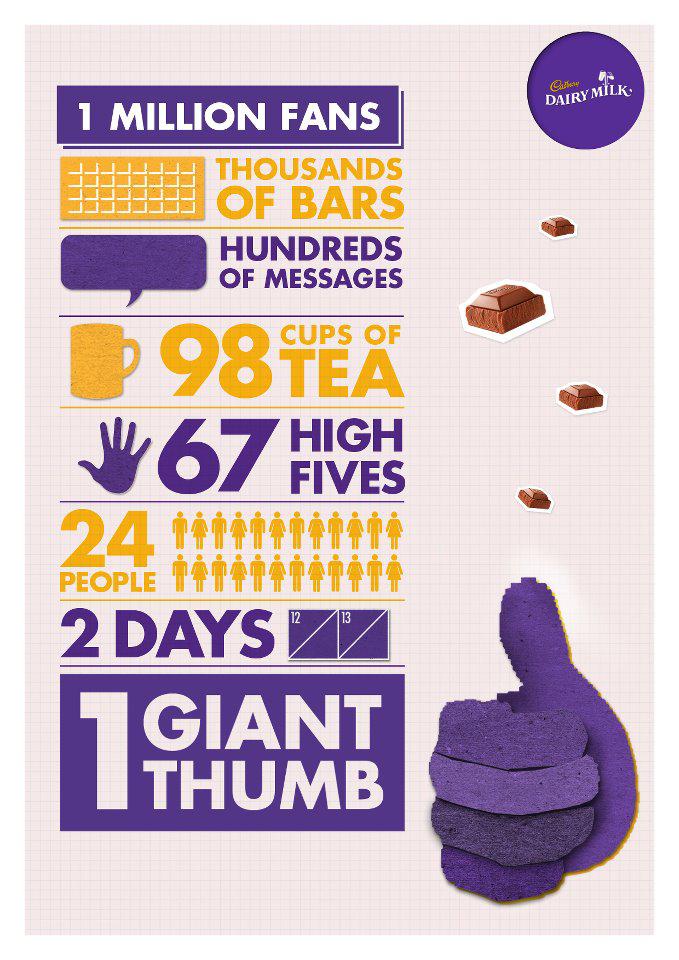 Cadbury
DAIRY MILK
1 MILLION FANS
THOUSANDS
OF BARS
HUNDREDS
OF MESSAGES
98 CUPS OF
TEA
67 HIGH
FIVES
24
PEOPLE
2 DAYS
12 13
1 GIANT
THUMB